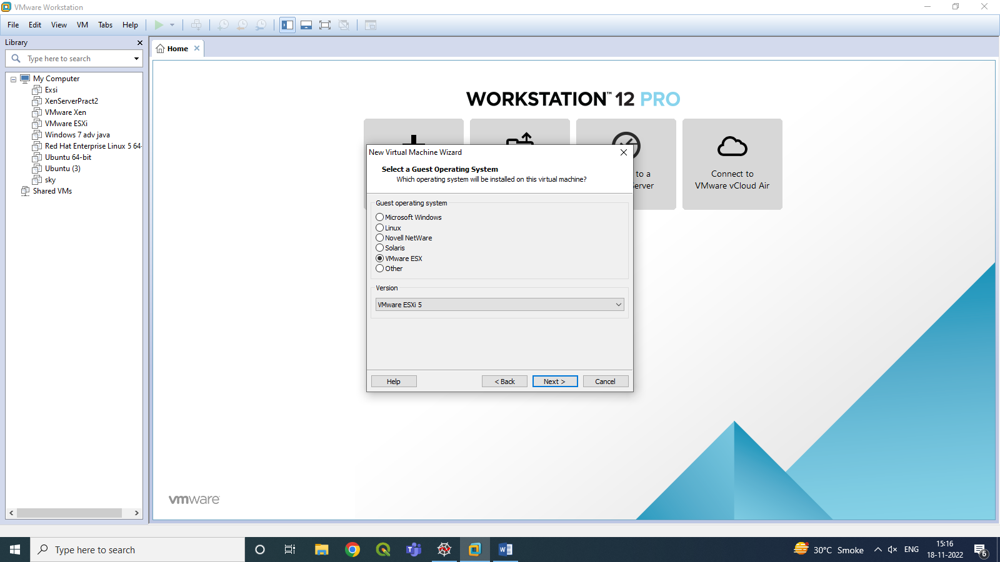 VMware Workstation
File Edit View VM Tabs Help
Library
Type here to search
My Computer
Exsi
XenServerPract2
VMware Xen
VMware ESXi
Windows 7 adv java
Red Hat Enterprise Linux 5 64-
Ubuntu 64-bit
Ubuntu (3)
sky
Shared VMs
Home
WORKSTATION™ 12 PRO
to a
Server
Connect to
VMware vCloud Air
New Virtual Machine Wizard
Select a Guest Operating System
Which operating system will be installed on this virtual machine?
Guest operating system
Microsoft Windows
Linux
Novell NetWare
Solaris
VMware ESX
Other
Version
VMware ESXi 5
Help < Back Next > Cancel
vmware
Type here to search
30°C Smoke
ENG
15:16
18-11-2022
6